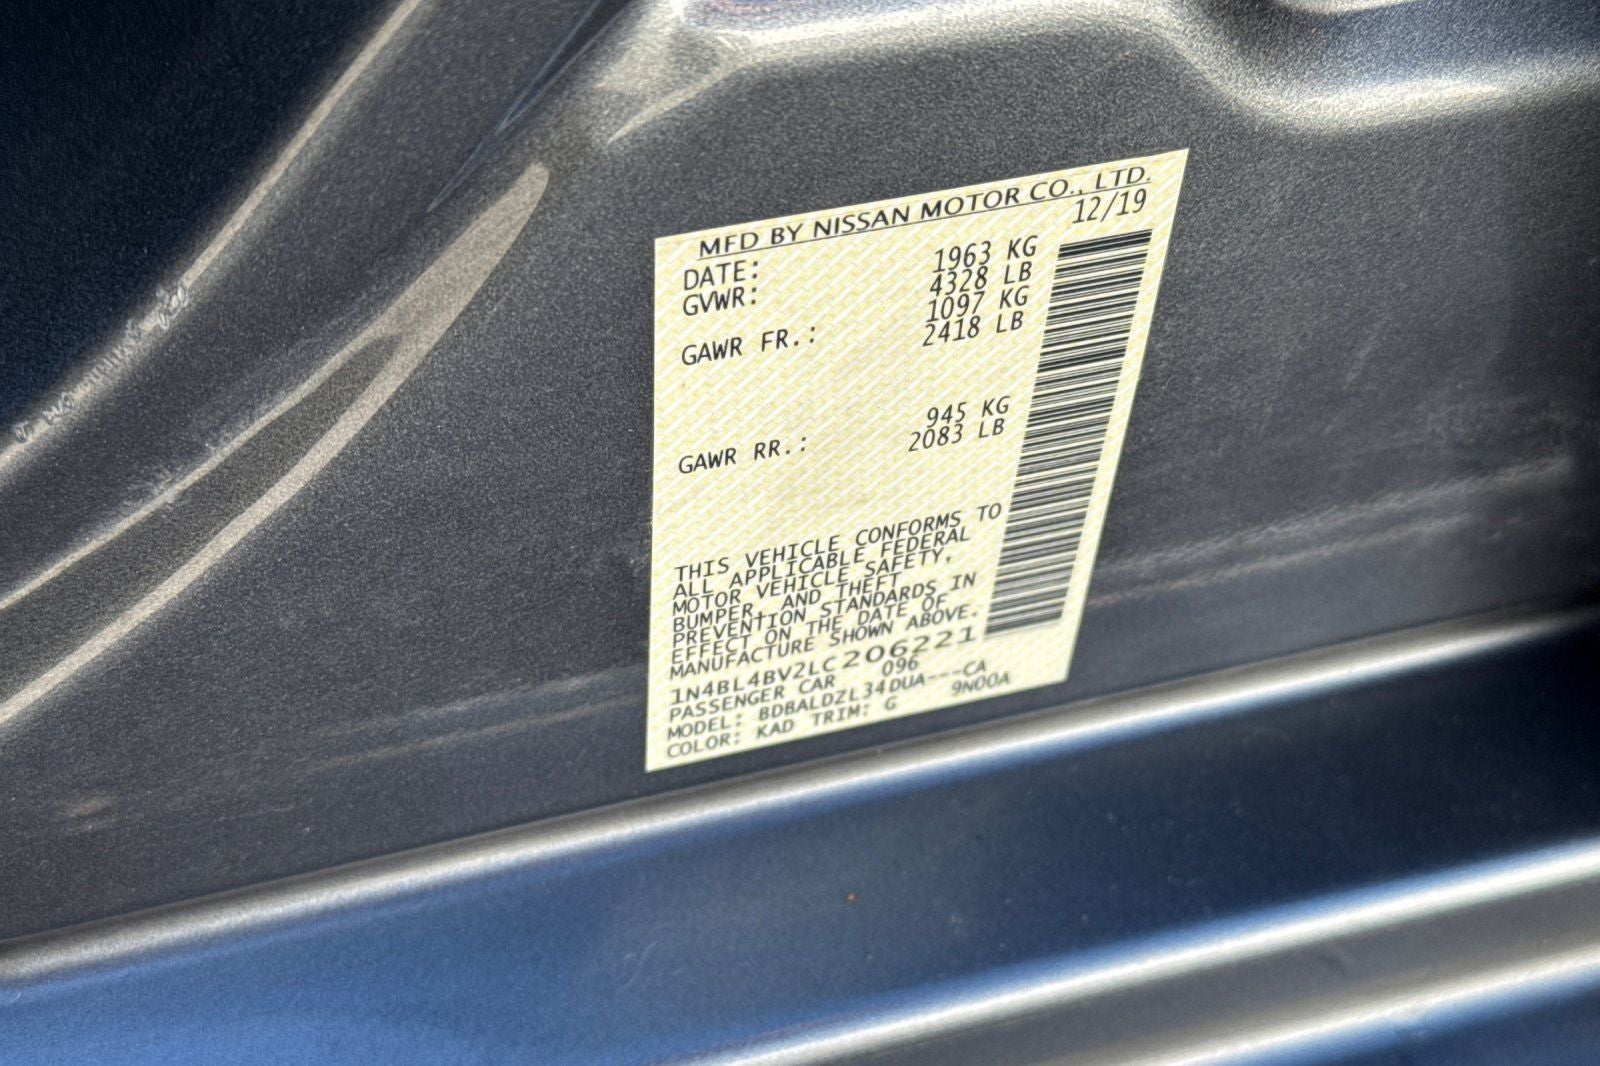 MFD BY NISSAN MOTOR CO., LTD.
DATE: 12/19
GVWR: 1963 KG
4328 LB
GAWR FR.: 1097 KG
2418 LB
GAWR RR.: 945 KG
2083 LB
THIS VEHICLE CONFORMS TO
ALL APPLICABLE FEDERAL
MOTOR VEHICLE SAFETY,
BUMPER, AND THEFT
PREVENTION STANDARDS IN
EFFECT ON THE DATE OF
MANUFACTURE SHOWN ABOVE.
1N4BL4BV2LC206221
PASSENGER CAR 096
MODEL: BDBALDZL34DUA---CA
COLOR: KAD TRIM: G 9N00A